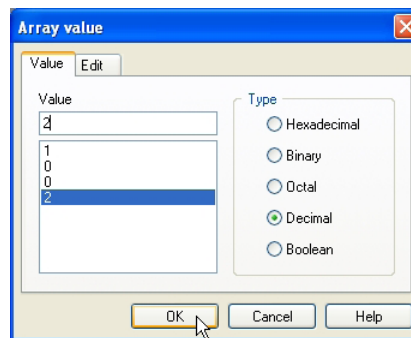 Array value
Value Edit
Value
2
1
0
0
2
Type
Hexadecimal
Binary
Octal
Decimal
Boolean
OK Cancel Help